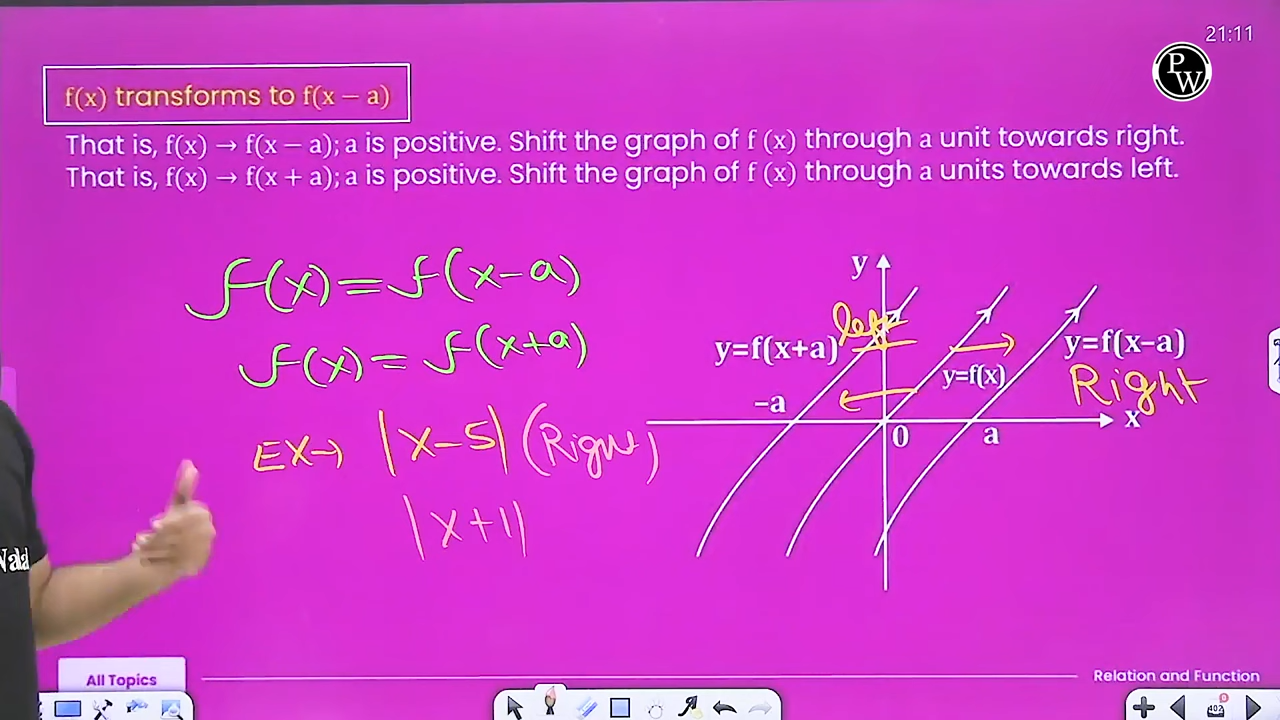 21:11
PW
f(x) transforms to f(x − a)
That is, f(x) → f(x − a); a is positive. Shift the graph of f (x) through a unit towards right.
That is, f(x) → f(x + a); a is positive. Shift the graph of f (x) through a units towards left.
f(x) = f(x-a)
f(x) = f(x+a)
EX→ |x-5| (Right)
|x+1|
y
left
y=f(x+a)
y=f(x)
y=f(x−a)
Right
−a
0
a
x
All Topics
Relation and Function
402